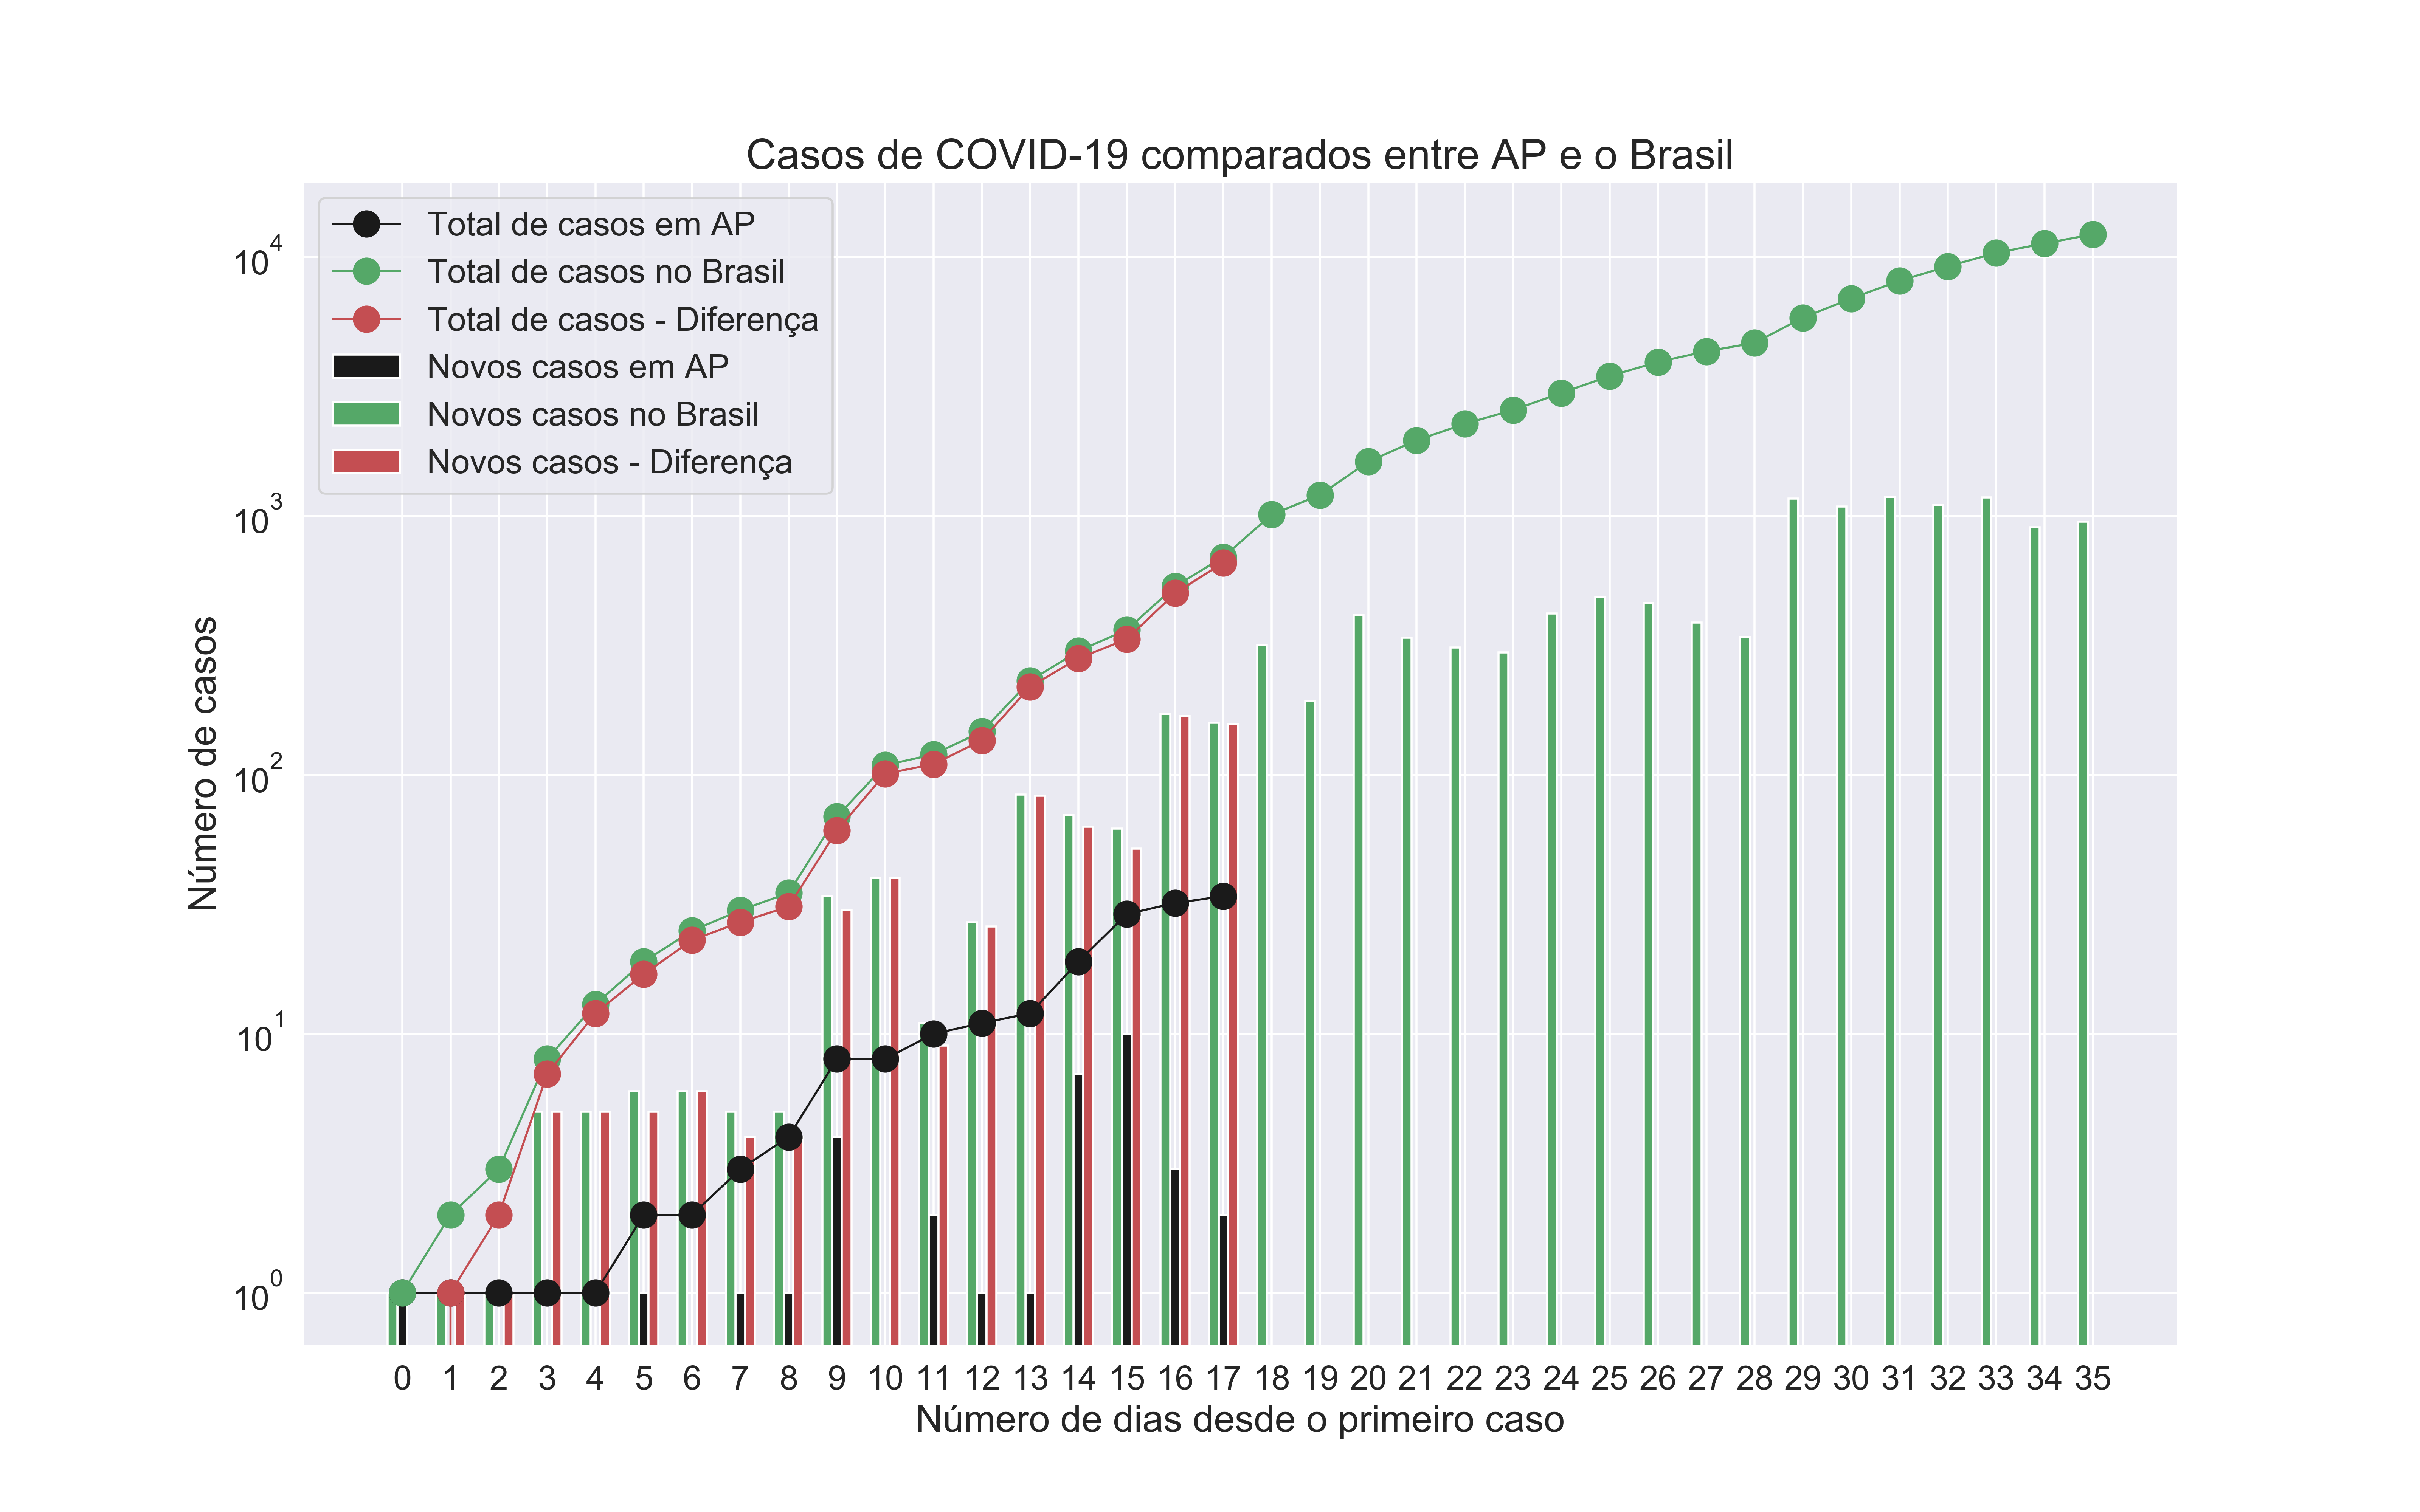 Casos de COVID-19 comparados entre AP e o Brasil
Total de casos em AP
Total de casos no Brasil
Total de casos - Diferença
Novos casos em AP
Novos casos no Brasil
Novos casos - Diferença
10^4
10^3
10^2
10^1
10^0
Número de casos
0 1 2 3 4 5 6 7 8 9 10 11 12 13 14 15 16 17 18 19 20 21 22 23 24 25 26 27 28 29 30 31 32 33 34 35
Número de dias desde o primeiro caso